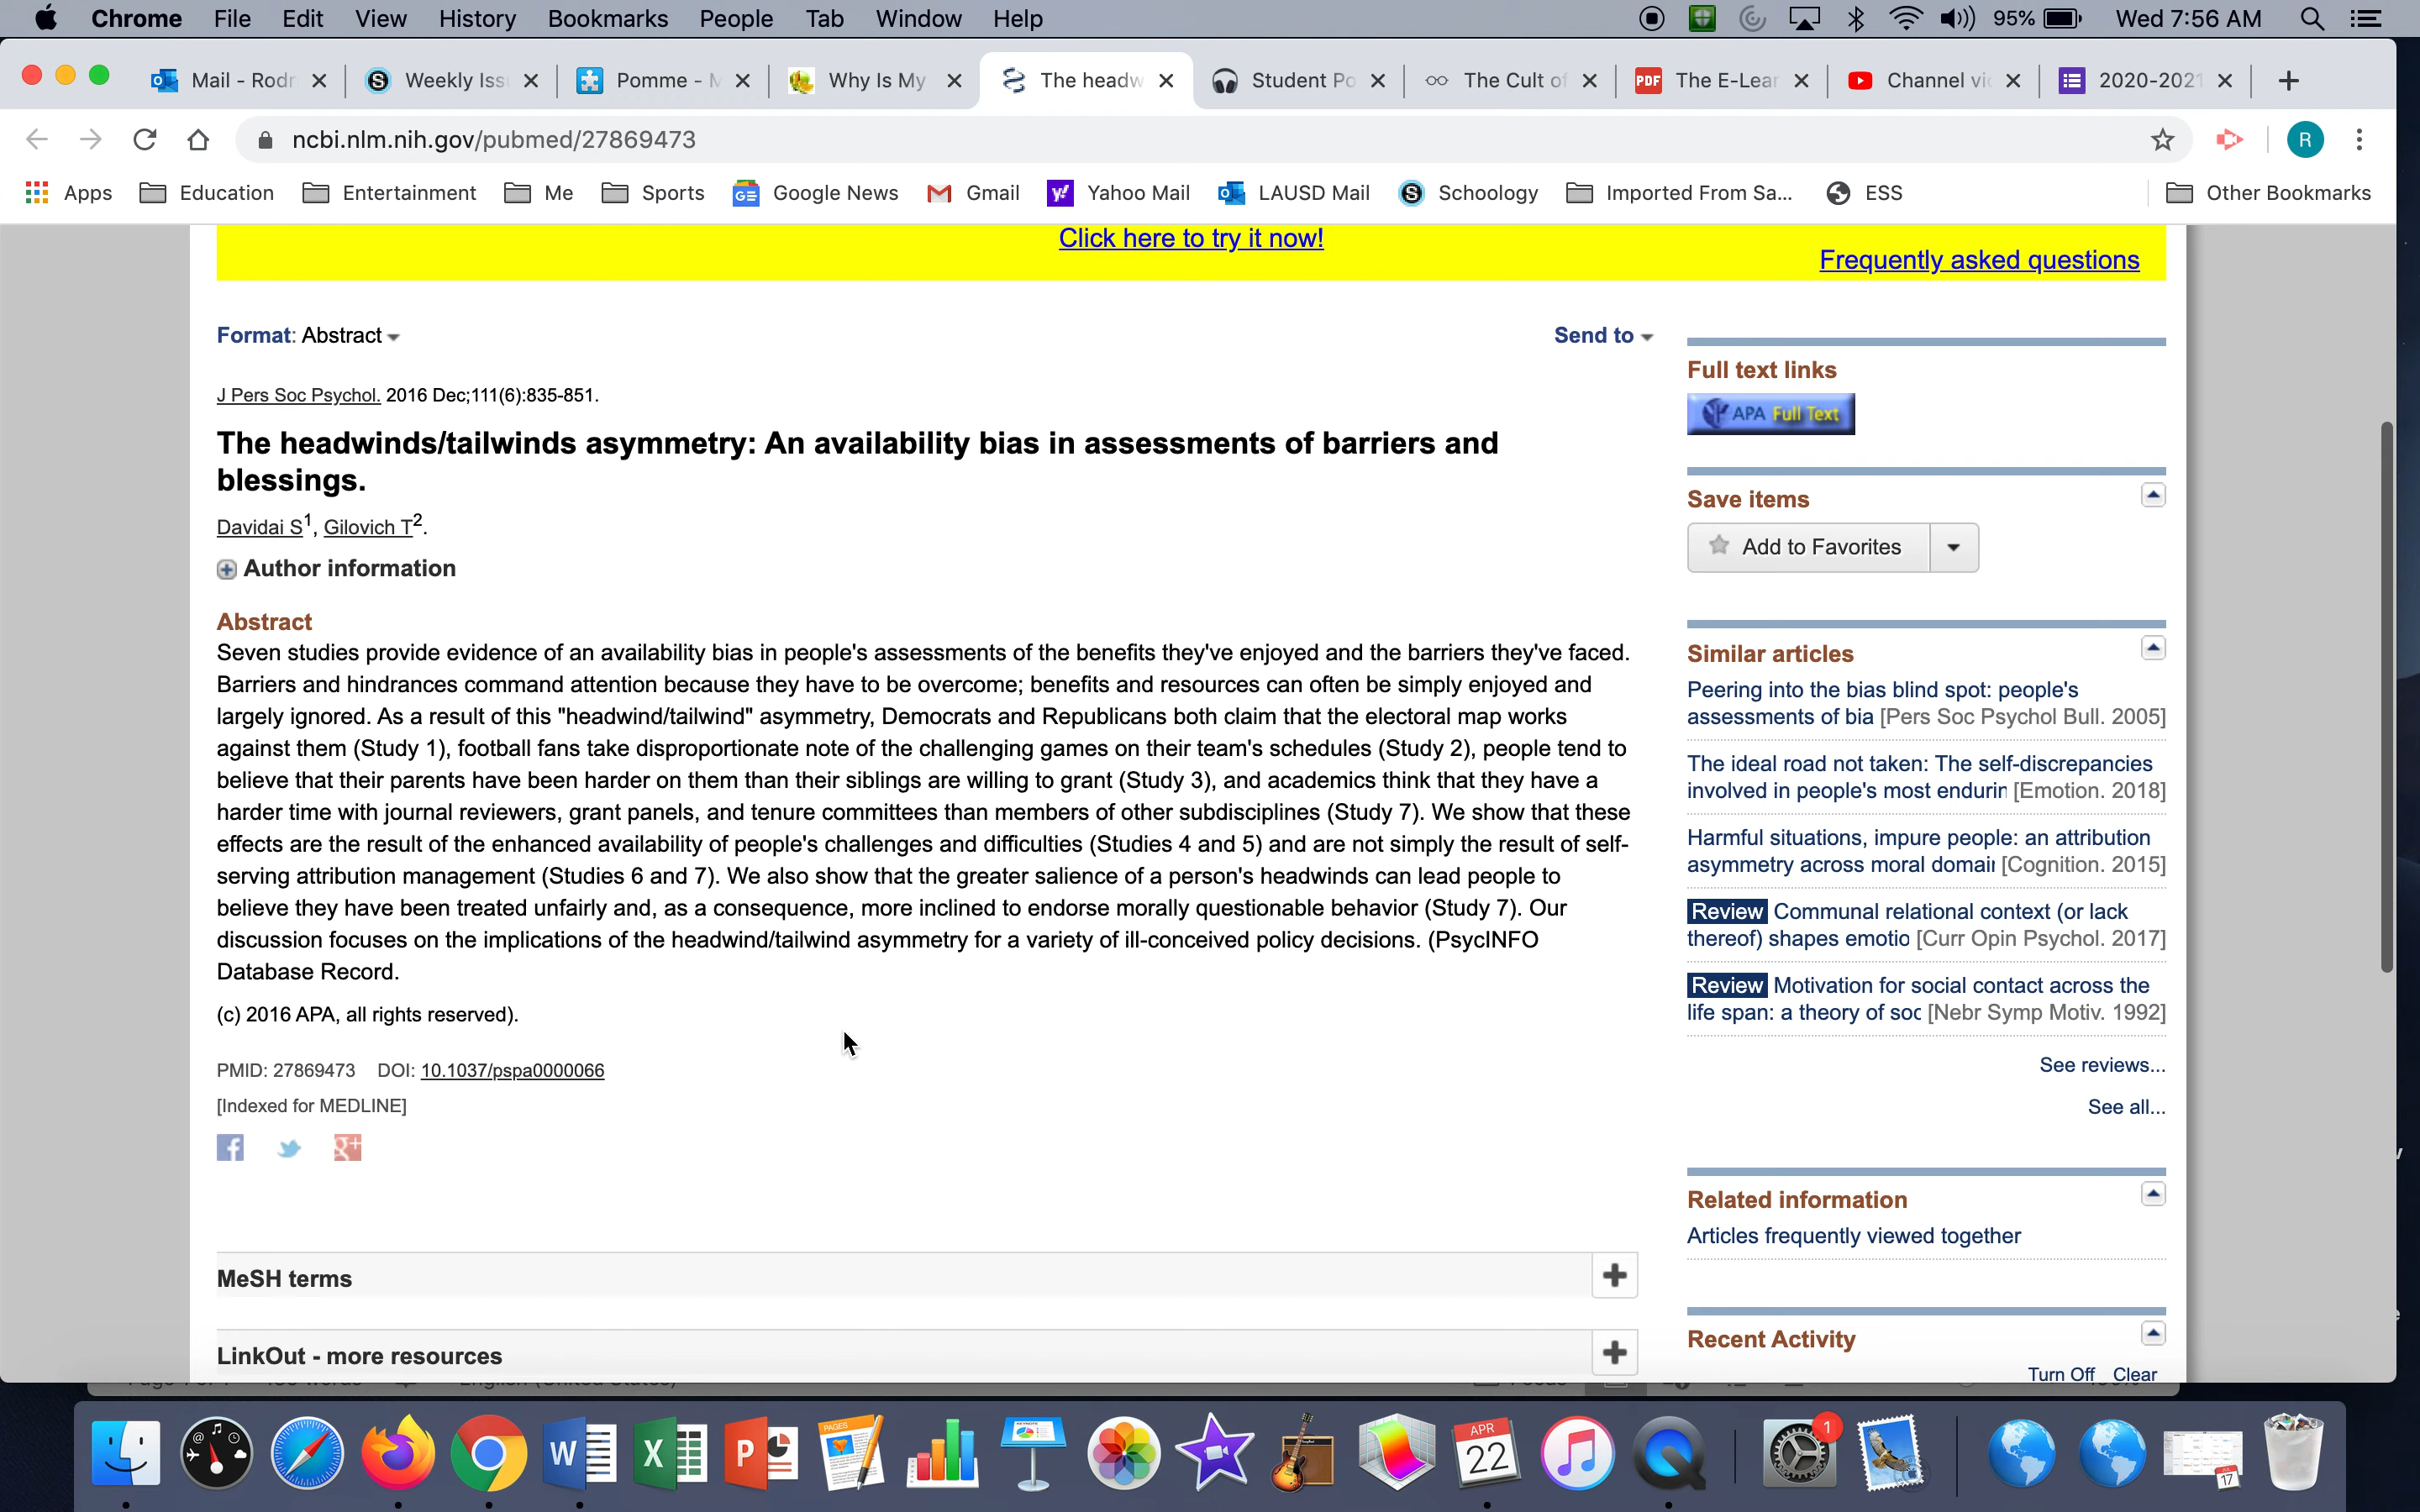 Chrome File Edit View History Bookmarks People Tab Window Help 95% Wed 7:56 AM
Mail - Rodr Weekly Iss Pomme - M Why Is My The headw Student Po The Cult of The E-Lear Channel vi 2020-2021
ncbi.nlm.nih.gov/pubmed/27869473 R
Apps Education Entertainment Me Sports Google News Gmail Yahoo Mail LAUSD Mail Schoology Imported From Sa... ESS Other Bookmarks
Click here to try it now!
Frequently asked questions
Format: Abstract Send to
J Pers Soc Psychol. 2016 Dec;111(6):835-851.
The headwinds/tailwinds asymmetry: An availability bias in assessments of barriers and
blessings.
Davidai S1, Gilovich T2.
Author information
Abstract
Seven studies provide evidence of an availability bias in people's assessments of the benefits they've enjoyed and the barriers they've faced.
Barriers and hindrances command attention because they have to be overcome; benefits and resources can often be simply enjoyed and
largely ignored. As a result of this "headwind/tailwind" asymmetry, Democrats and Republicans both claim that the electoral map works
against them (Study 1), football fans take disproportionate note of the challenging games on their team's schedules (Study 2), people tend to
believe that their parents have been harder on them than their siblings are willing to grant (Study 3), and academics think that they have a
harder time with journal reviewers, grant panels, and tenure committees than members of other subdisciplines (Study 7). We show that these
effects are the result of the enhanced availability of people's challenges and difficulties (Studies 4 and 5) and are not simply the result of self-
serving attribution management (Studies 6 and 7). We also show that the greater salience of a person's headwinds can lead people to
believe they have been treated unfairly and, as a consequence, more inclined to endorse morally questionable behavior (Study 7). Our
discussion focuses on the implications of the headwind/tailwind asymmetry for a variety of ill-conceived policy decisions. (PsycINFO
Database Record.
(c) 2016 APA, all rights reserved).
PMID: 27869473 DOI: 10.1037/pspa0000066
[Indexed for MEDLINE]
MeSH terms
LinkOut - more resources
Full text links
APA Full Text
Save items
Add to Favorites
Similar articles
Peering into the bias blind spot: people's
assessments of bia [Pers Soc Psychol Bull. 2005]
The ideal road not taken: The self-discrepancies
involved in people's most endurin [Emotion. 2018]
Harmful situations, impure people: an attribution
asymmetry across moral domain [Cognition. 2015]
Review Communal relational context (or lack
thereof) shapes emotio [Curr Opin Psychol. 2017]
Review Motivation for social contact across the
life span: a theory of soc [Nebr Symp Motiv. 1992]
See reviews...
See all...
Related information
Articles frequently viewed together
Recent Activity
Turn Off Clear
PAGES
APR
22
1
17